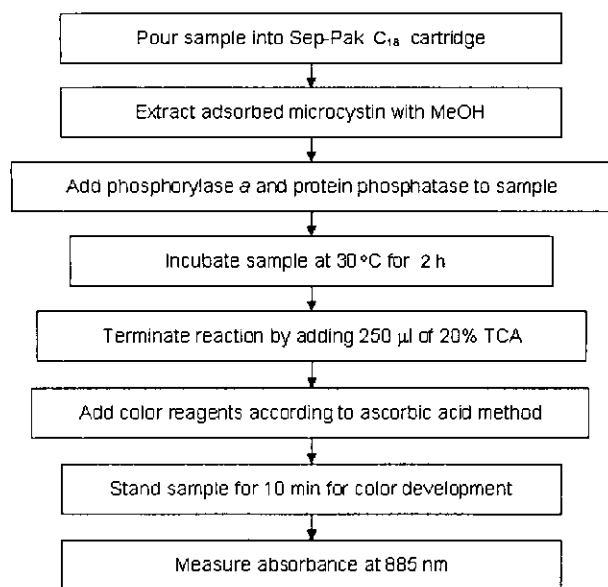 Pour sample into Sep-Pak C₁₈ cartridge
Extract adsorbed microcystin with MeOH
Add phosphorylase a and protein phosphatase to sample
Incubate sample at 30 °C for 2 h
Terminate reaction by adding 250 µl of 20% TCA
Add color reagents according to ascorbic acid method
Stand sample for 10 min for color development
Measure absorbance at 885 nm